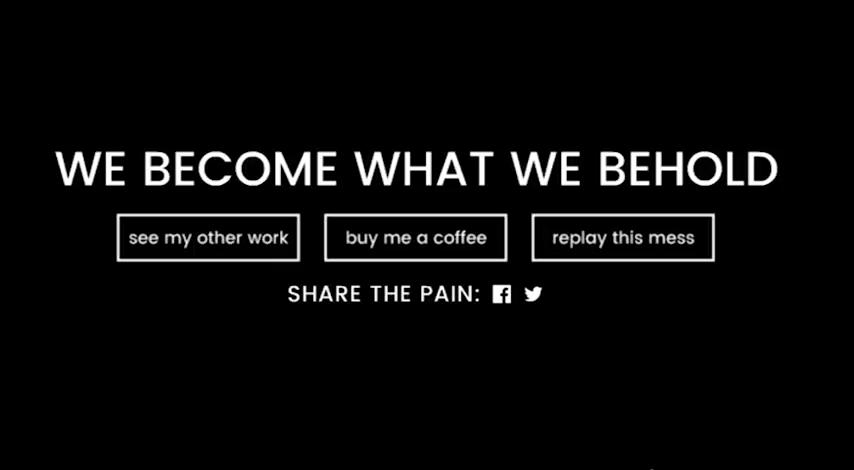 WE BECOME WHAT WE BEHOLD
see my other work buy me a coffee replay this mess
SHARE THE PAIN: